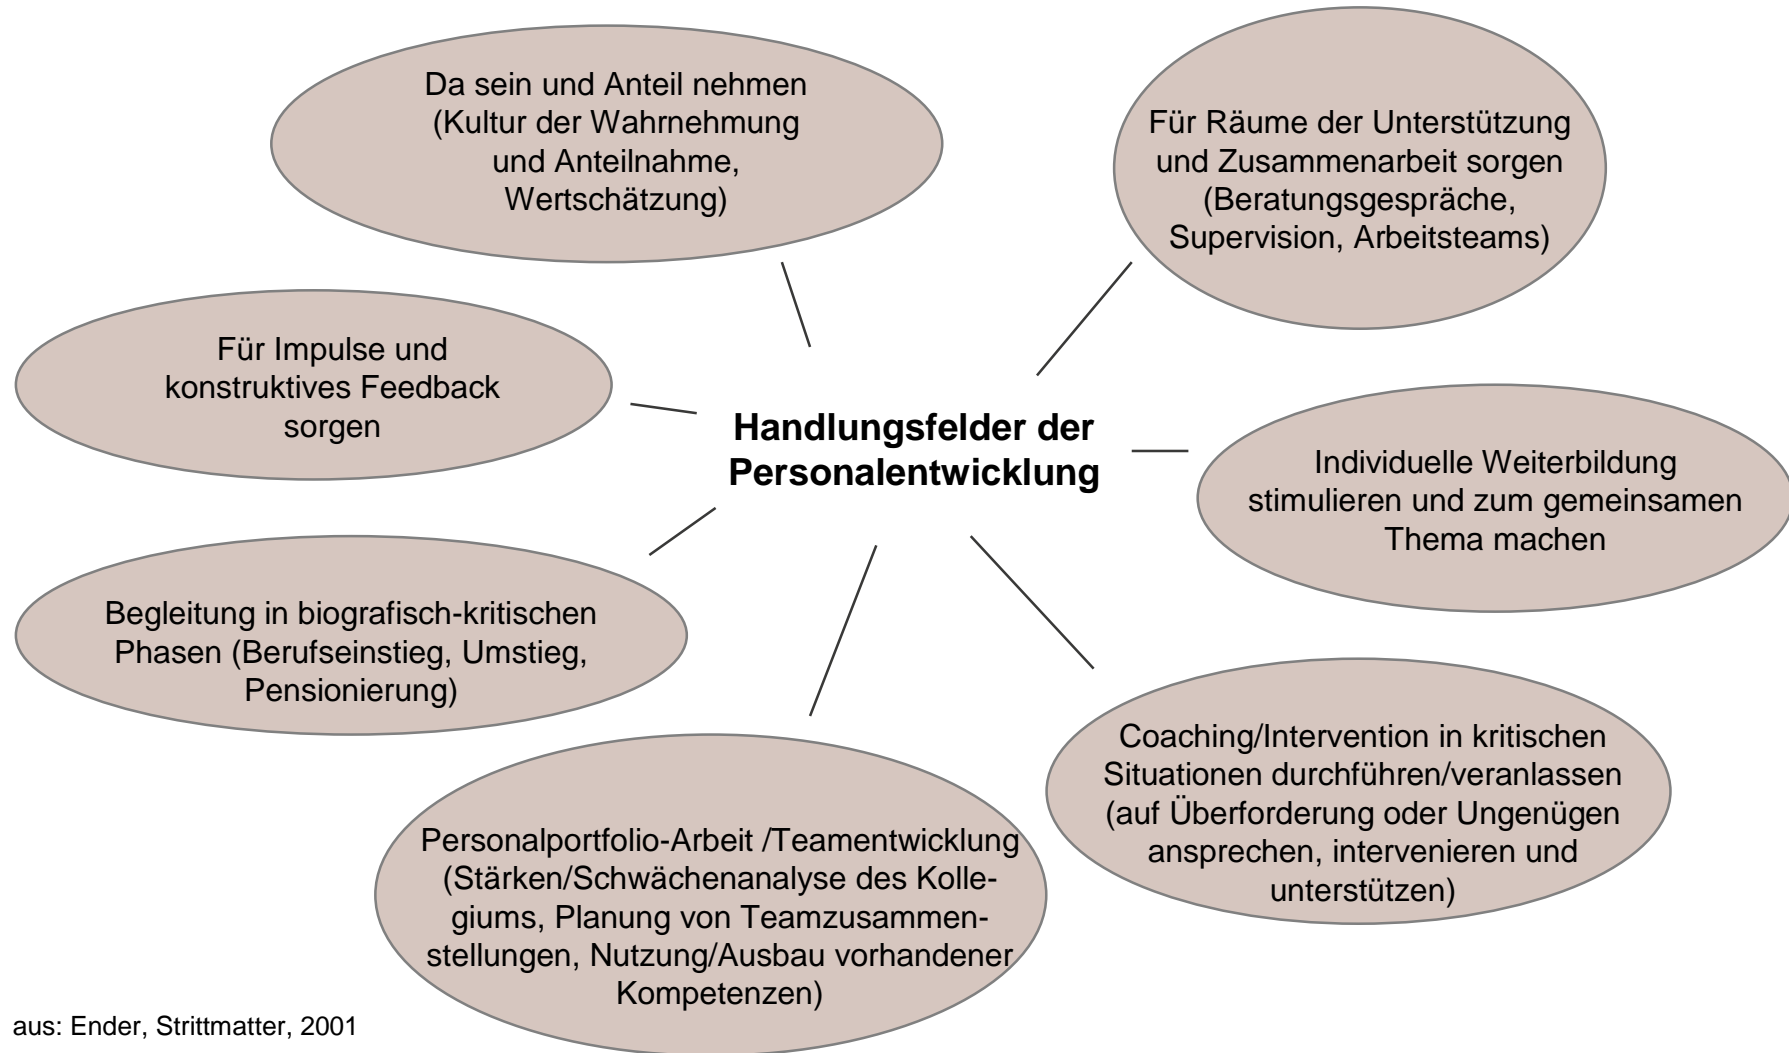 Da sein und Anteil nehmen
(Kultur der Wahrnehmung
und Anteilnahme,
Wertschätzung)
Für Räume der Unterstützung
und Zusammenarbeit sorgen
(Beratungsgespräche,
Supervision, Arbeitsteams)
Für Impulse und
konstruktives Feedback
sorgen
Handlungsfelder der
Personalentwicklung
Individuelle Weiterbildung
stimulieren und zum gemeinsamen
Thema machen
Begleitung in biografisch-kritischen
Phasen (Berufseinstieg, Umstieg,
Pensionierung)
Coaching/Intervention in kritischen
Situationen durchführen/veranlassen
(auf Überforderung oder Ungenügen
ansprechen, intervenieren und
unterstützen)
Personalportfolio-Arbeit /Teamentwicklung
(Stärken/Schwächenanalyse des Kolle-
giums, Planung von Teamzusammen-
stellungen, Nutzung/Ausbau vorhandener
Kompetenzen)
aus: Ender, Strittmatter, 2001